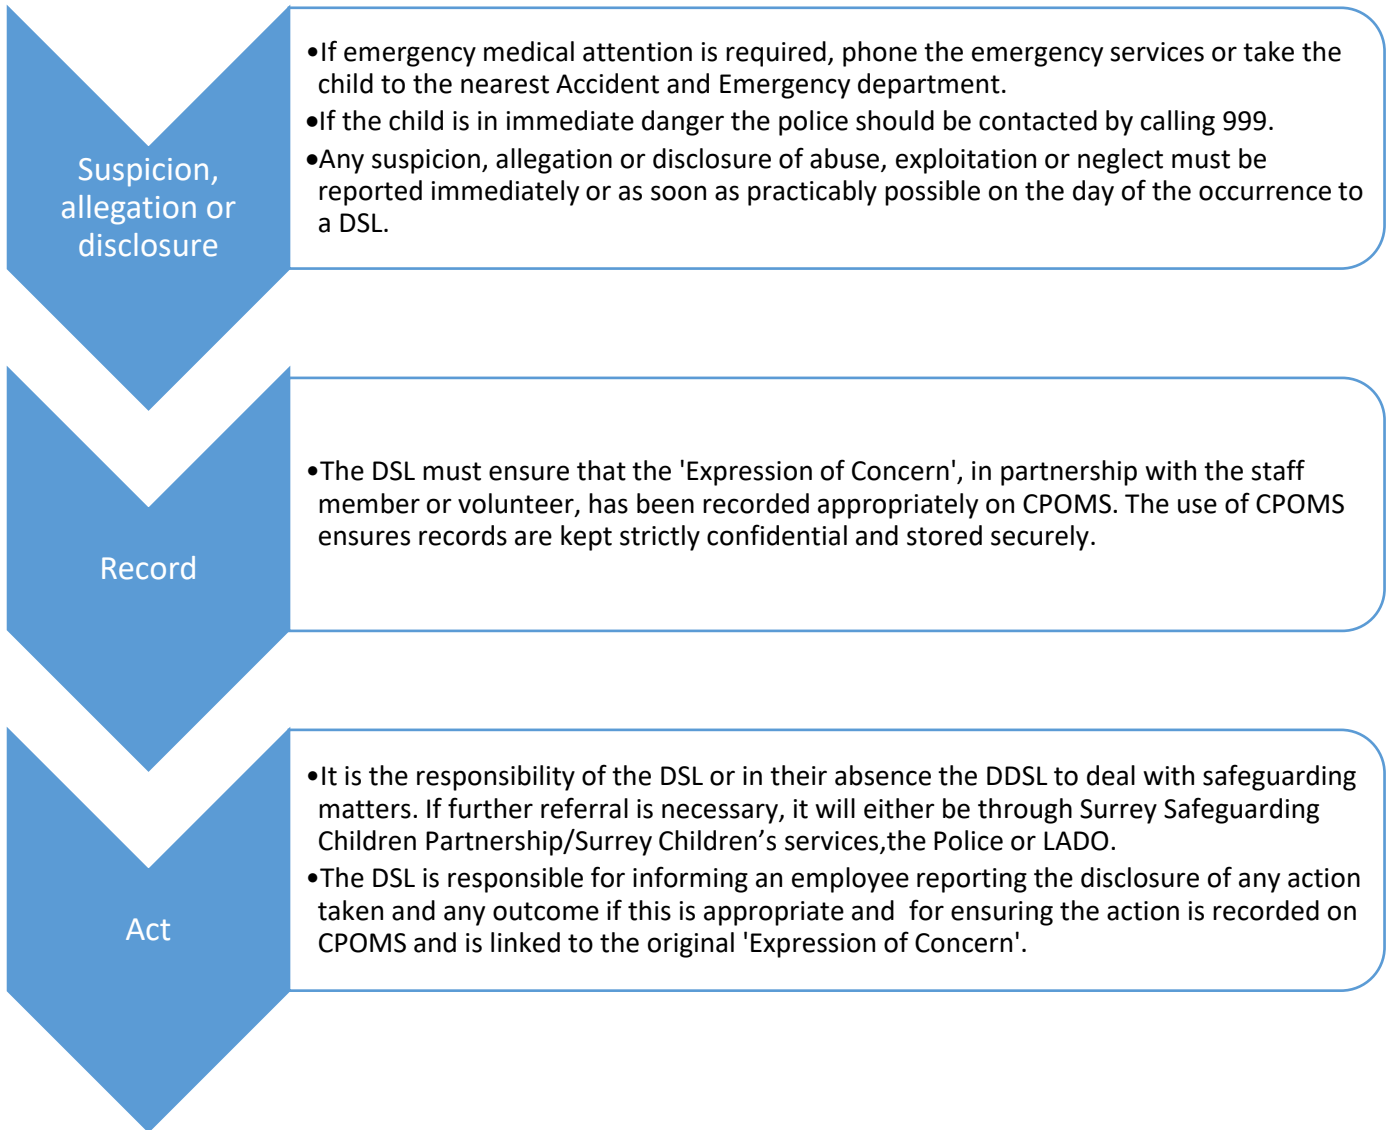 •If emergency medical attention is required, phone the emergency services or take the
child to the nearest Accident and Emergency department.
•If the child is in immediate danger the police should be contacted by calling 999.
•Any suspicion, allegation or disclosure of abuse, exploitation or neglect must be
reported immediately or as soon as practicably possible on the day of the occurrence to
a DSL.
Suspicion,
allegation or
disclosure
•The DSL must ensure that the 'Expression of Concern', in partnership with the staff
member or volunteer, has been recorded appropriately on CPOMS. The use of CPOMS
ensures records are kept strictly confidential and stored securely.
Record
•It is the responsibility of the DSL or in their absence the DDSL to deal with safeguarding
matters. If further referral is necessary, it will either be through Surrey Safeguarding
Children Partnership/Surrey Children’s services,the Police or LADO.
•The DSL is responsible for informing an employee reporting the disclosure of any action
taken and any outcome if this is appropriate and  for ensuring the action is recorded on
CPOMS and is linked to the original 'Expression of Concern'.
Act